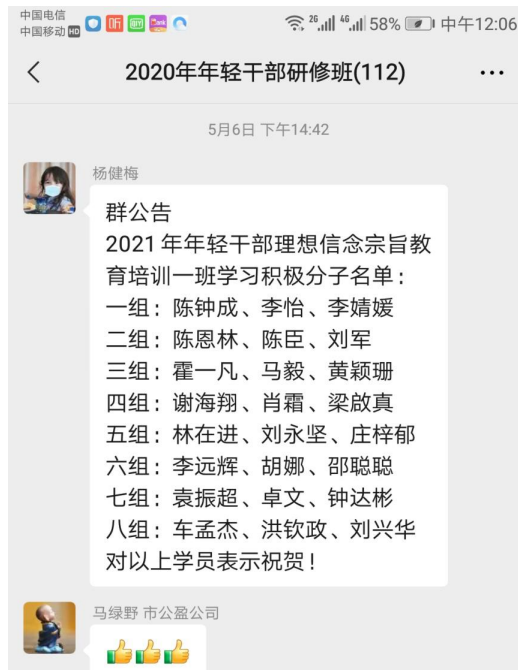 中国电信
中国移动 HD
26 46 58% 中午12:06
2020年年轻干部研修班(112)
5月6日 下午14:42
杨健梅
群公告
2021年年轻干部理想信念宗旨教
育培训一班学习积极分子名单：
一组：陈钟成、李怡、李婧媛
二组：陈恩林、陈臣、刘军
三组：霍一凡、马毅、黄颖珊
四组：谢海翔、肖霜、梁啟真
五组：林在进、刘永坚、庄梓郁
六组：李远辉、胡娜、邵聪聪
七组：袁振超、卓文、钟达彬
八组：车孟杰、洪钦政、刘兴华
对以上学员表示祝贺！
马绿野 市公盈公司